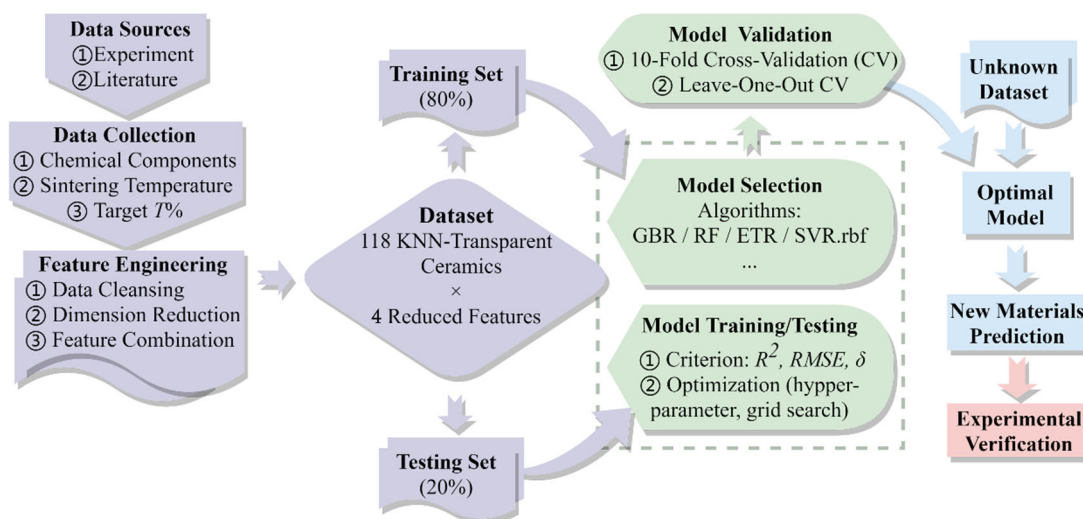 Data Sources
①Experiment
②Literature
Data Collection
① Chemical Components
② Sintering Temperature
③ Target T%
Feature Engineering
① Data Cleansing
② Dimension Reduction
③ Feature Combination
Training Set
(80%)
Dataset
118 KNN-Transparent
Ceramics
×
4 Reduced Features
Testing Set
(20%)
Model Validation
① 10-Fold Cross-Validation (CV)
② Leave-One-Out CV
Model Selection
Algorithms:
GBR / RF / ETR / SVR.rbf
...
Model Training/Testing
① Criterion: R², RMSE, δ
② Optimization (hypper-
parameter, grid search)
Unknown
Dataset
Optimal
Model
New Materials
Prediction
Experimental
Verification